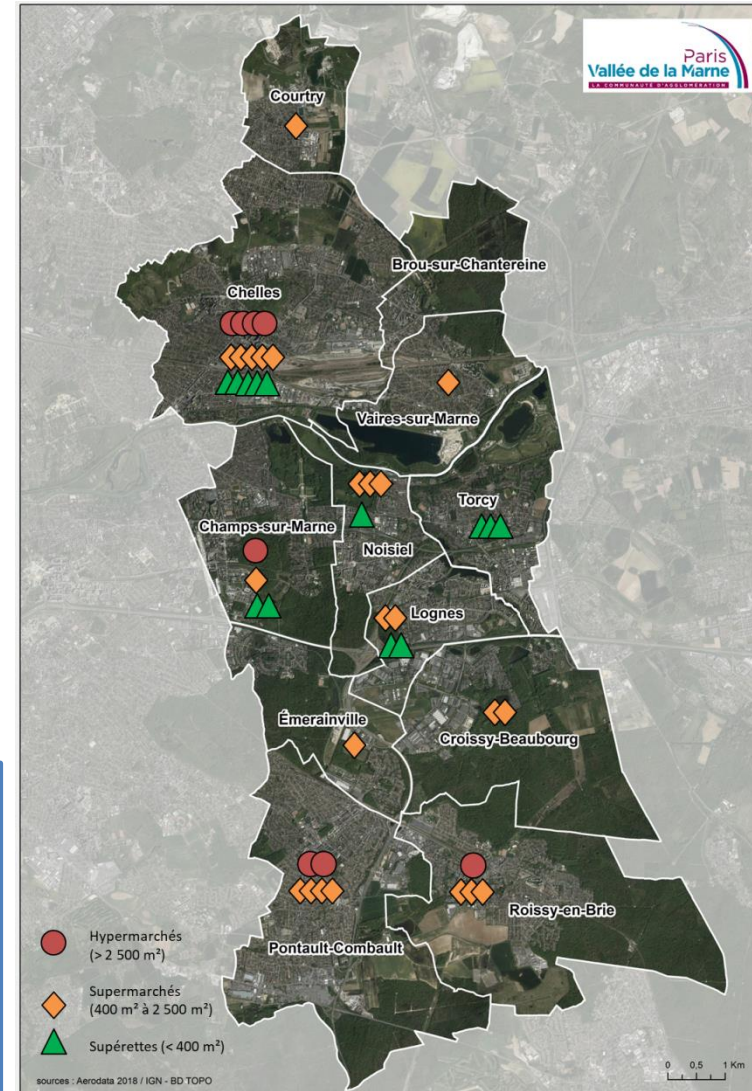 Paris
Vallée de la Marne
LA COMMUNAUTÉ D'AGGLOMÉRATION
Courtry
Brou-sur-Chantereine
Chelles
Vaires-sur-Marne
Torcy
Champs-sur-Marne
Noisiel
Lognes
Émerainville
Croissy-Beaubourg
Roissy-en-Brie
Pontault-Combault
Hypermarchés
(> 2 500 m²)
Supermarchés
(400 m² à 2 500 m²)
Supérettes (< 400 m²)
sources : Aerodata 2018 / IGN - BD TOPO
0 0,5 1 Km